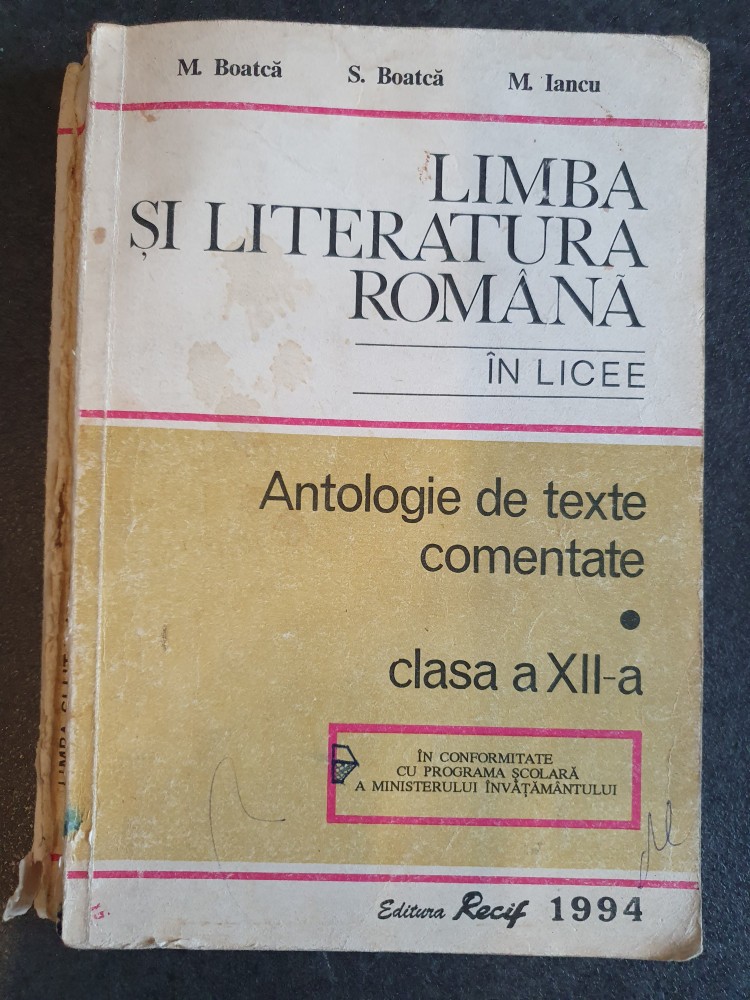 M. Boatcă S. Boatcă M. Iancu
LIMBA
ȘI LITERATURA
ROMÂNĂ
ÎN LICEE
Antologie de texte
comentate
•
clasa a XII-a
ÎN CONFORMITATE
CU PROGRAMA ȘCOLARĂ
A MINISTERULUI ÎNVĂȚĂMÂNTULUI
Editura Recif 1994